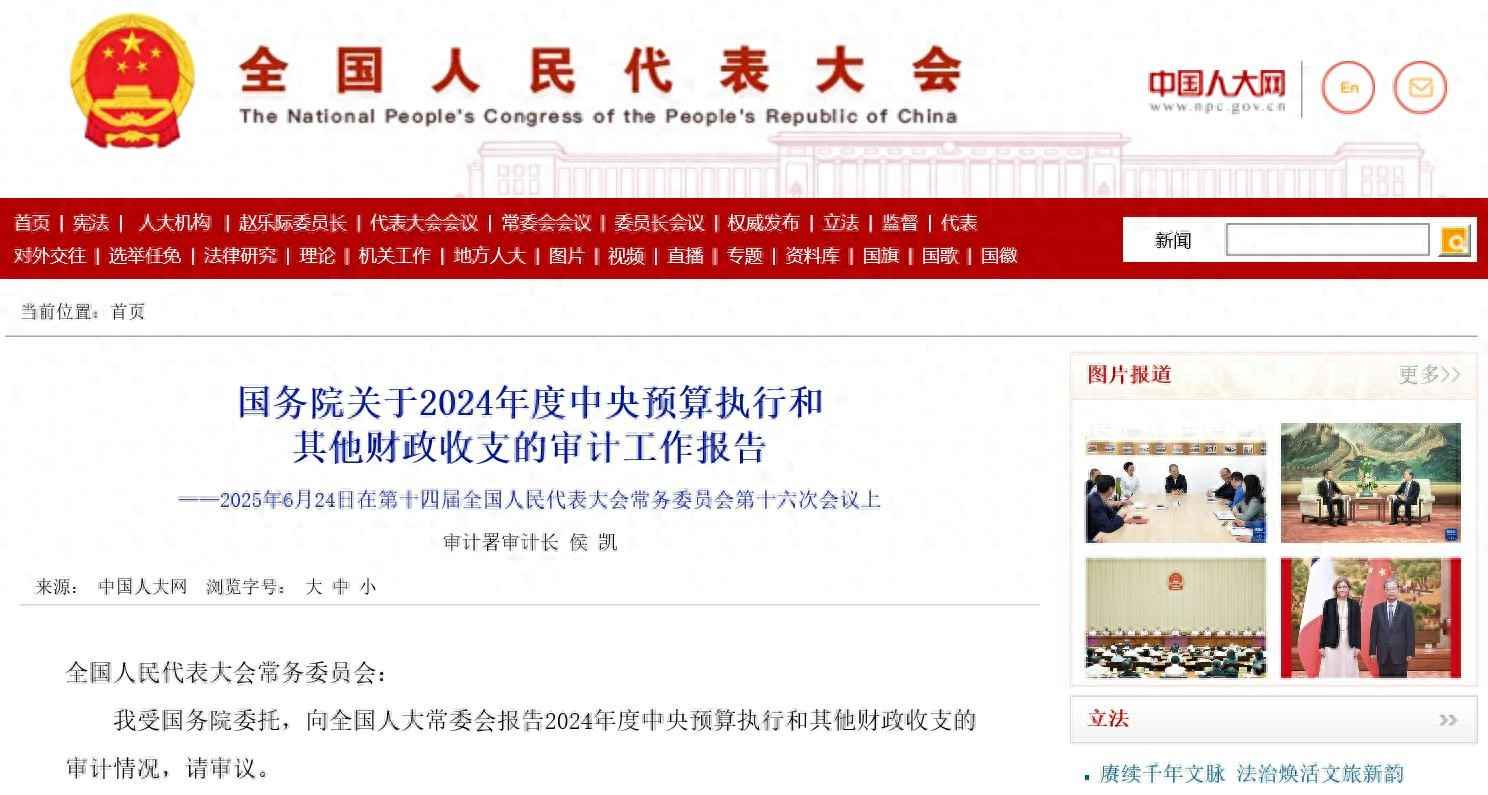 全国人民代表大会
The National People's Congress of the People's Republic of China
中国人大网
www.npc.gov.cn
En
首页 | 宪法 | 人大机构 | 赵乐际委员长 | 代表大会会议 | 常委会会议 | 委员长会议 | 权威发布 | 立法 | 监督 | 代表
对外交往 | 选举任免 | 法律研究 | 理论 | 机关工作 | 地方人大 | 图片 | 视频 | 直播 | 专题 | 资料库 | 国旗 | 国歌 | 国徽
新闻
当前位置：首页
国务院关于2024年度中央预算执行和
其他财政收支的审计工作报告
——2025年6月24日在第十四届全国人民代表大会常务委员会第十六次会议上
审计署审计长 侯 凯
来源： 中国人大网 浏览字号： 大 中 小
全国人民代表大会常务委员会：
我受国务院委托，向全国人大常委会报告2024年度中央预算执行和其他财政收支的
审计情况，请审议。
图片报道
更多>>
立法
>>
赓续千年文脉 法治焕活文旅新韵